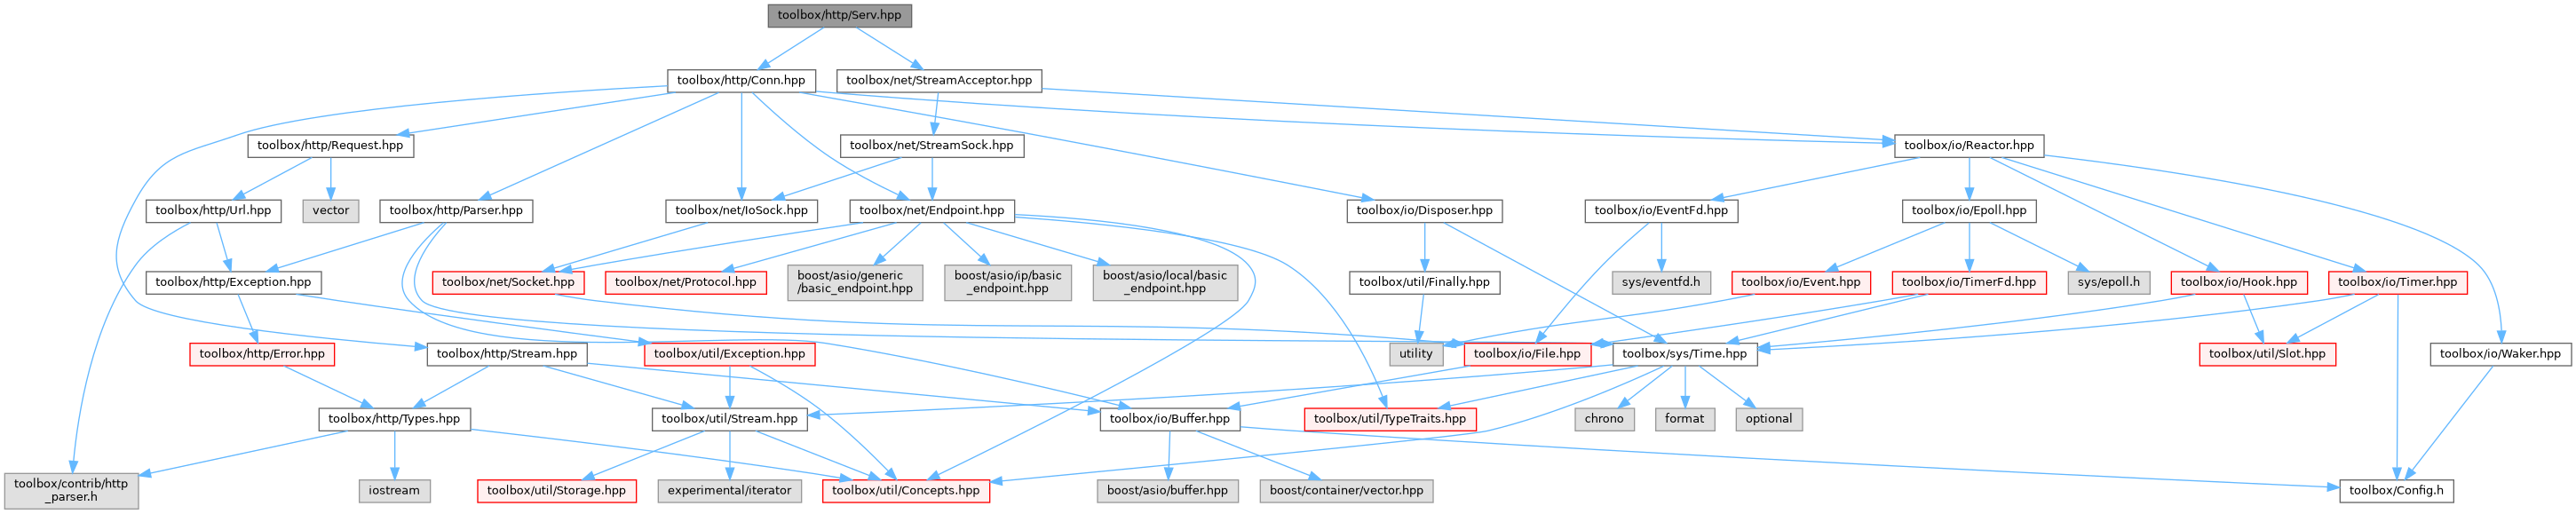 toolbox/http/Serv.hpp
toolbox/http/Conn.hpp
toolbox/net/StreamAcceptor.hpp
toolbox/http/Request.hpp
toolbox/net/StreamSock.hpp
toolbox/io/Reactor.hpp
toolbox/http/Url.hpp
vector
toolbox/http/Parser.hpp
toolbox/net/IoSock.hpp
toolbox/net/Endpoint.hpp
toolbox/io/Disposer.hpp
toolbox/io/EventFd.hpp
toolbox/io/Epoll.hpp
toolbox/http/Exception.hpp
toolbox/net/Socket.hpp
toolbox/net/Protocol.hpp
boost/asio/generic
/basic_endpoint.hpp
boost/asio/ip/basic
_endpoint.hpp
boost/asio/local/basic
_endpoint.hpp
toolbox/util/Finally.hpp
sys/eventfd.h
toolbox/io/Event.hpp
toolbox/io/TimerFd.hpp
sys/epoll.h
toolbox/io/Hook.hpp
toolbox/io/Timer.hpp
toolbox/http/Error.hpp
toolbox/http/Stream.hpp
toolbox/util/Exception.hpp
utility
toolbox/io/File.hpp
toolbox/sys/Time.hpp
toolbox/util/Slot.hpp
toolbox/io/Waker.hpp
toolbox/http/Types.hpp
toolbox/util/Stream.hpp
toolbox/io/Buffer.hpp
toolbox/util/TypeTraits.hpp
chrono
format
optional
toolbox/contrib/http
_parser.h
iostream
toolbox/util/Storage.hpp
experimental/iterator
toolbox/util/Concepts.hpp
boost/asio/buffer.hpp
boost/container/vector.hpp
toolbox/Config.h